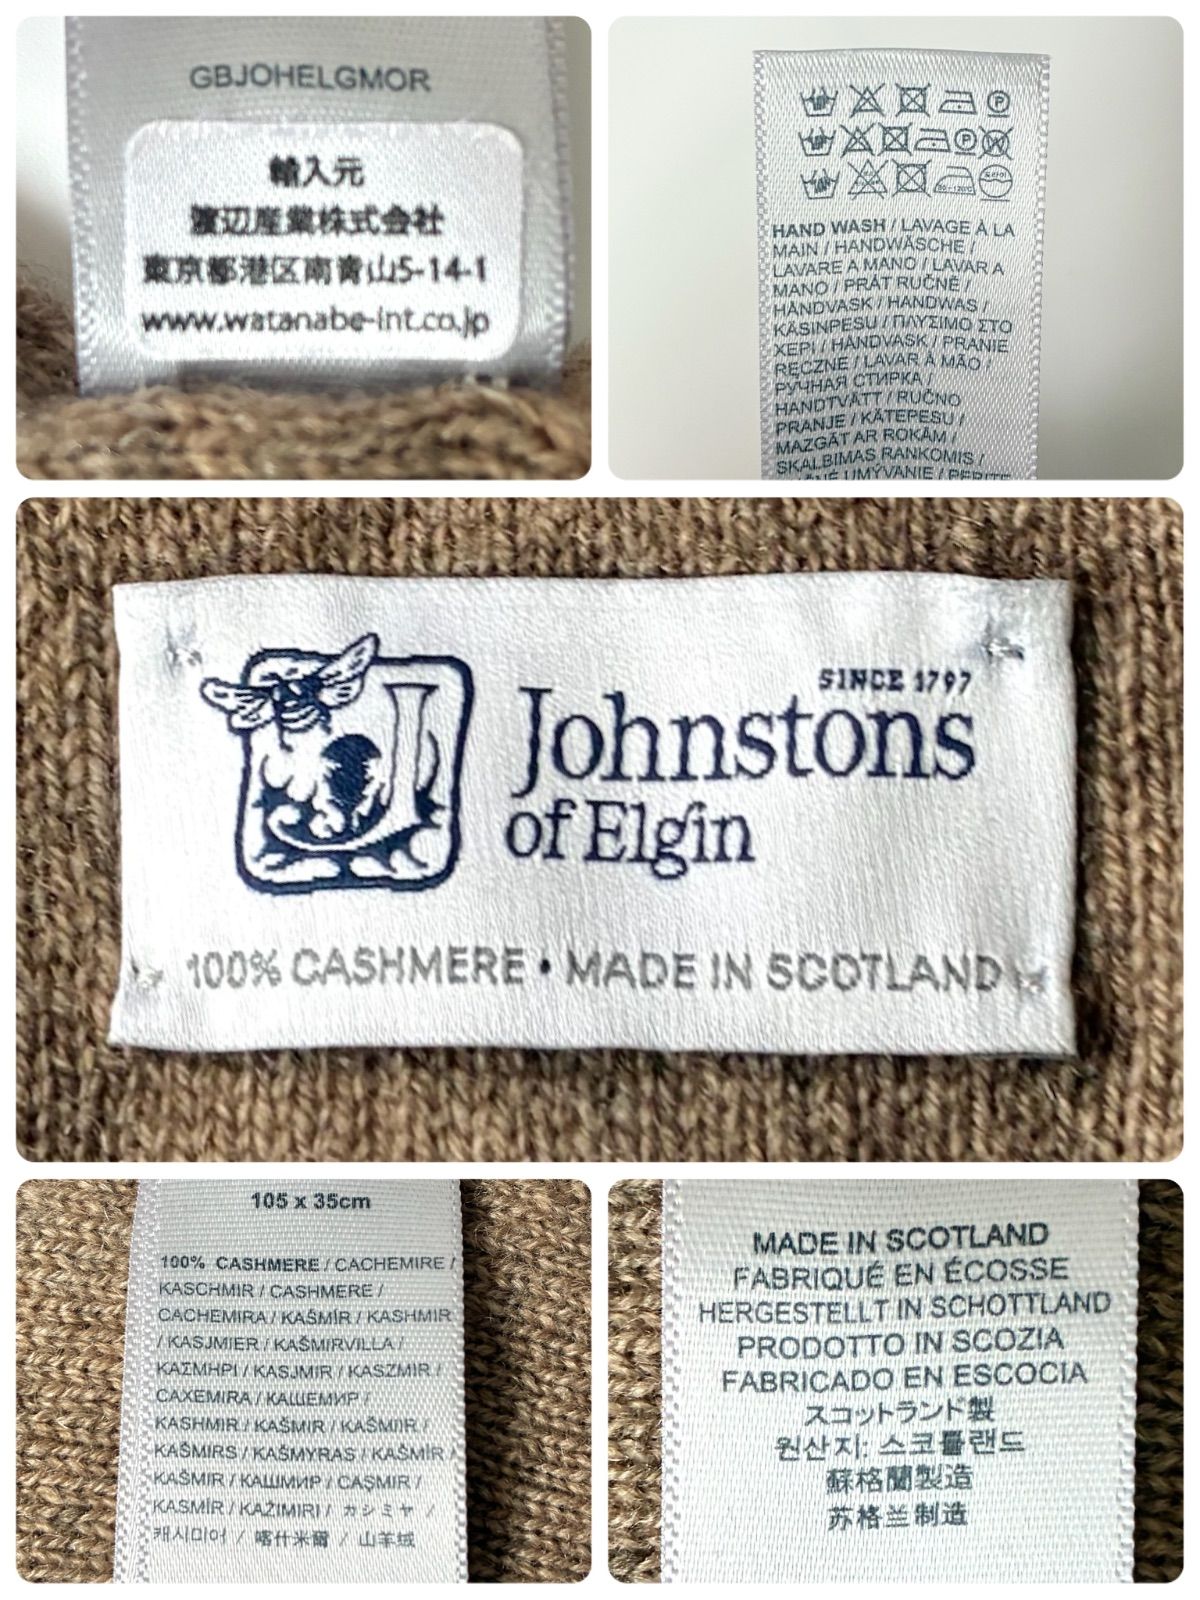 GBJOHELGMOR
輸入元
渡辺産業株式会社
東京都港区南青山5-14-1
www.watanabe-int.co.jp
HAND WASH / LAVAGE À LA
MAIN / HANDWÄSCHE /
LAVARE A MANO / LAVAR A
MANO / PRÁT RUČNĚ /
HÅNDVASK / HANDWAS /
KÄSINPESU / ΠΛΥΣΙΜΟ ΣΤΟ
ΧΕΡΙ / HÅNDVASK / PRANIE
RĘCZNE / LAVAR À MÃO /
РУЧНАЯ СТИРКА /
HANDTVÄTT / RUČNO
PRANJE / KÄTEPESU /
MAZGĀT AR ROKĀM /
SKALBIMAS RANKOMIS /
UMÝVANIE / PERITE
SINCE 1797
Johnstons
of Elgin
100% CASHMERE • MADE IN SCOTLAND
105 x 35cm
100% CASHMERE / CACHEMIRE /
KASCHMIR / CASHMERE /
CACHEMIRA / KAŠMÍR / KASHMIR
/ KASJMIER / KAŠMIRVILLA /
ΚΑΣΜΗΡΙ / KASJMIR / KASZMIR /
CAXEMIRA / КАШЕМИР /
KASHMIR / KAŠMIR / KAŠMIIR /
KAŠMIRS / KAŠMYRAS / KAŠMÍR /
KAŠMIR / КАШМИР / CAŞMIR /
KASMÍR / KAŽIMIRI / カシミヤ /
캐시미어 / 喀什米爾 / 山羊绒
MADE IN SCOTLAND
FABRIQUÉ EN ÉCOSSE
HERGESTELLT IN SCHOTTLAND
PRODOTTO IN SCOZIA
FABRICADO EN ESCOCIA
スコットランド製
원산지: 스코틀랜드
蘇格蘭製造
苏格兰制造